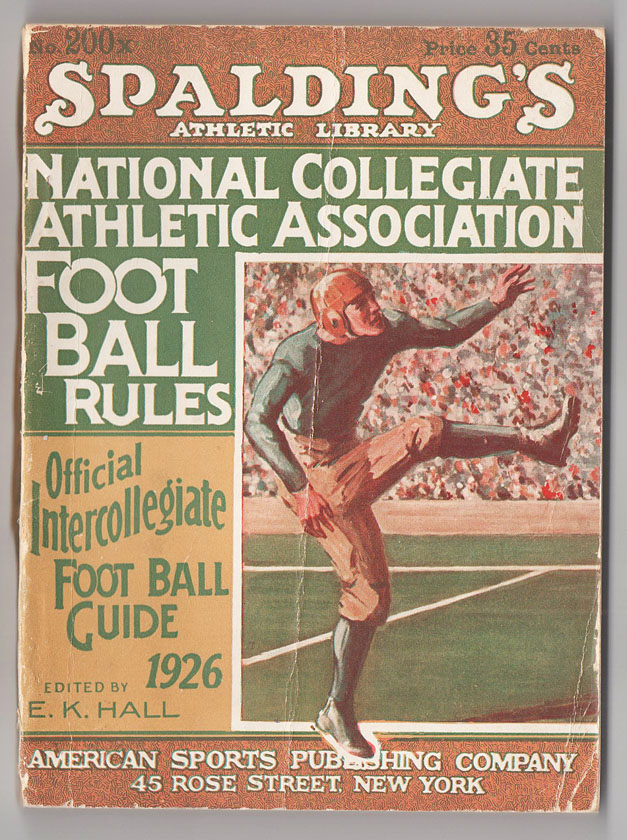 No. 200X Price 35 Cents
SPALDING'S
ATHLETIC LIBRARY
NATIONAL COLLEGIATE
ATHLETIC ASSOCIATION
FOOT
BALL
RULES
Official
Intercollegiate
FOOT BALL
GUIDE
1926
EDITED BY
E. K. HALL
AMERICAN SPORTS PUBLISHING COMPANY
45 ROSE STREET, NEW YORK